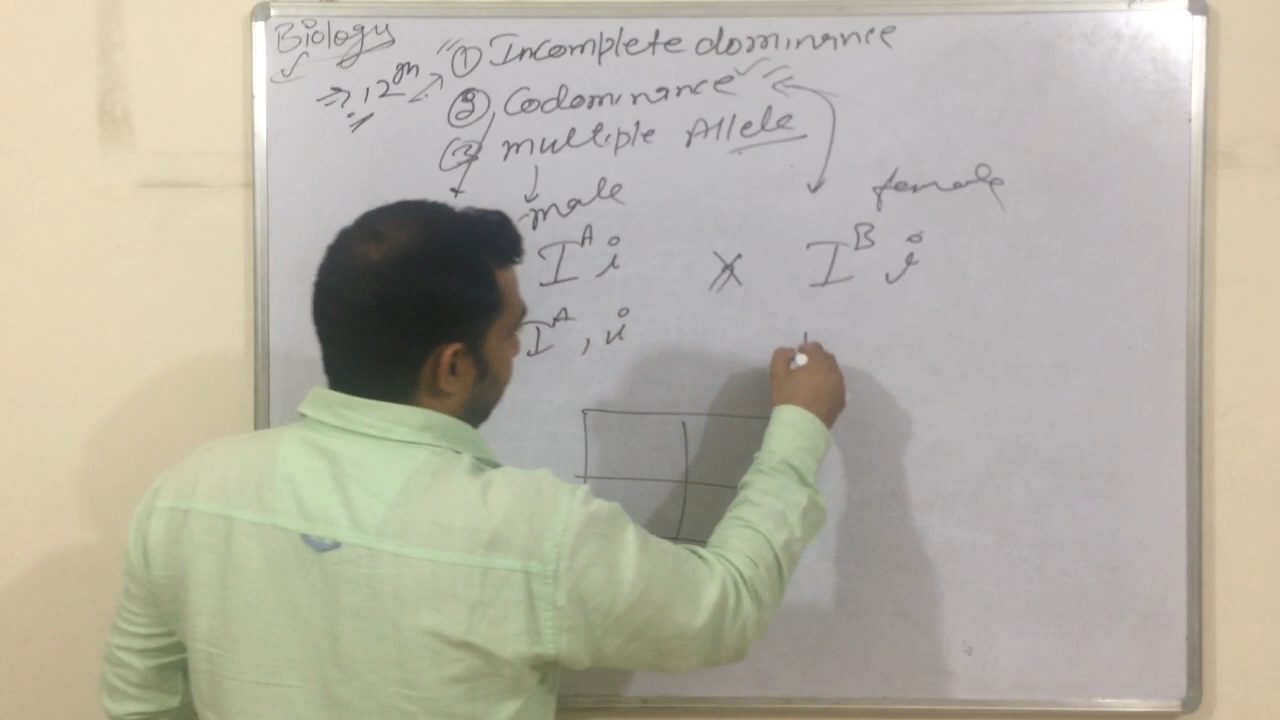 Biology
12th
① Incomplete dominance
③ Codominance
② multiple Allele
male
female
I^A i × I^B i
I^A, i